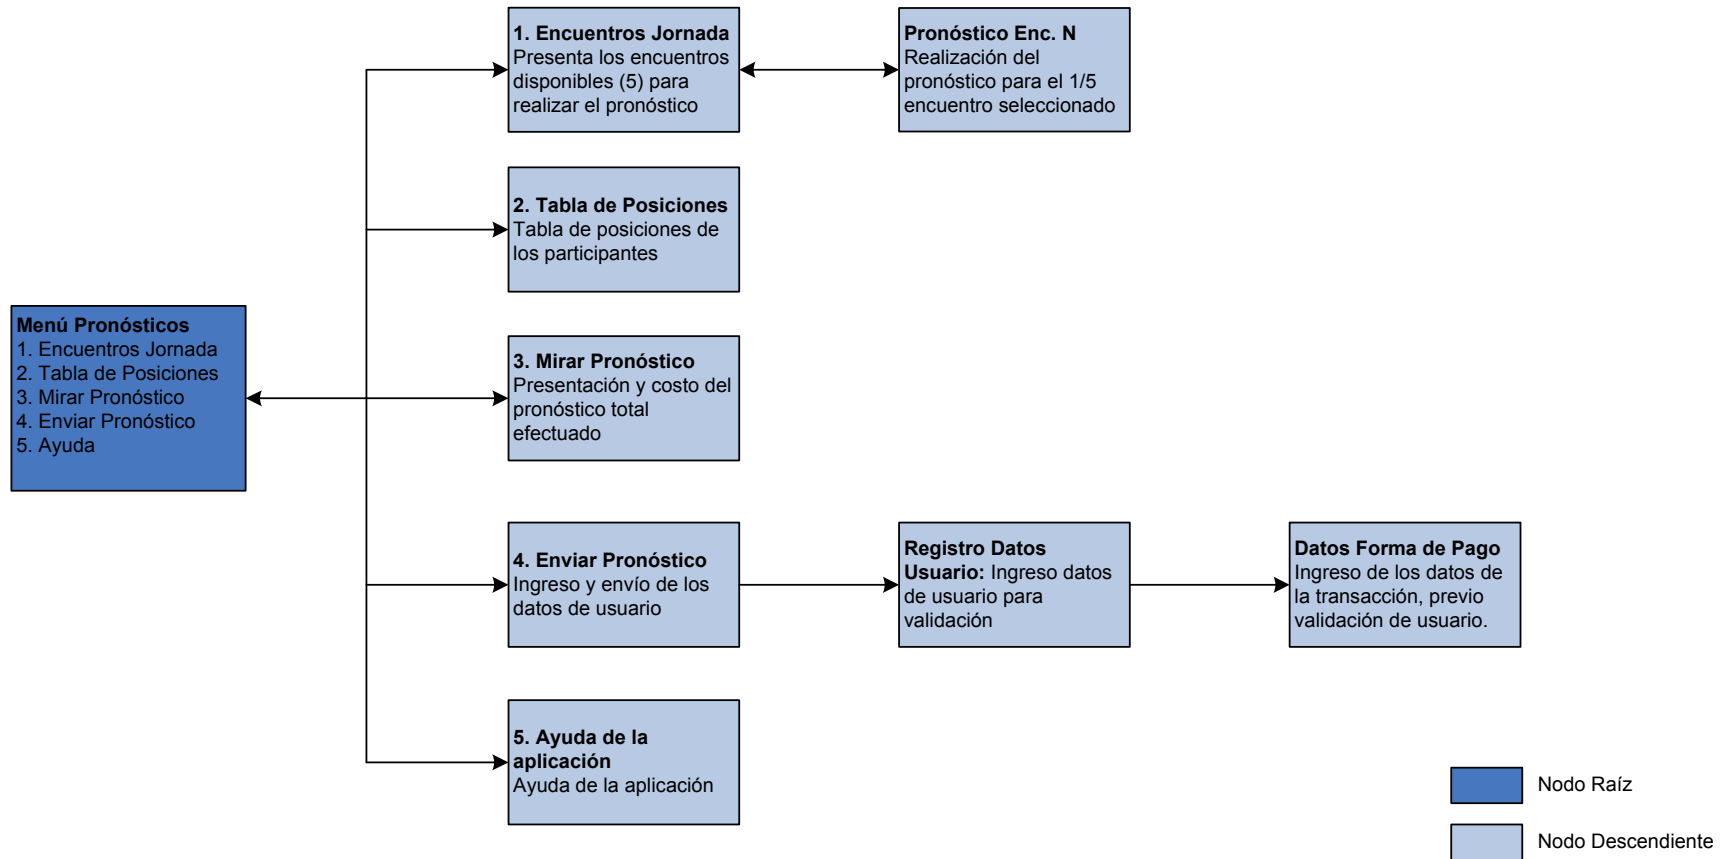 1. Encuentros Jornada
Presenta los encuentros
disponibles (5) para
realizar el pronóstico
Pronóstico Enc. N
Realización del
pronóstico para el 1/5
encuentro seleccionado
2. Tabla de Posiciones
Tabla de posiciones de
los participantes
Menú Pronósticos
1. Encuentros Jornada
2. Tabla de Posiciones
3. Mirar Pronóstico
4. Enviar Pronóstico
5. Ayuda
3. Mirar Pronóstico
Presentación y costo del
pronóstico total
efectuado
4. Enviar Pronóstico
Ingreso y envío de los
datos de usuario
Registro Datos
Usuario: Ingreso datos
de usuario para
validación
Datos Forma de Pago
Ingreso de los datos de
la transacción, previo
validación de usuario.
5. Ayuda de la
aplicación
Ayuda de la aplicación
Nodo Raíz
Nodo Descendiente